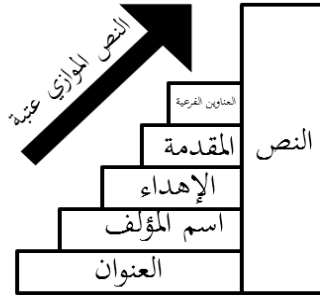 النص الموازي عتبة
العناوين الفرعية
المقدمة
النص
الإهداء
اسم المؤلف
العنوان